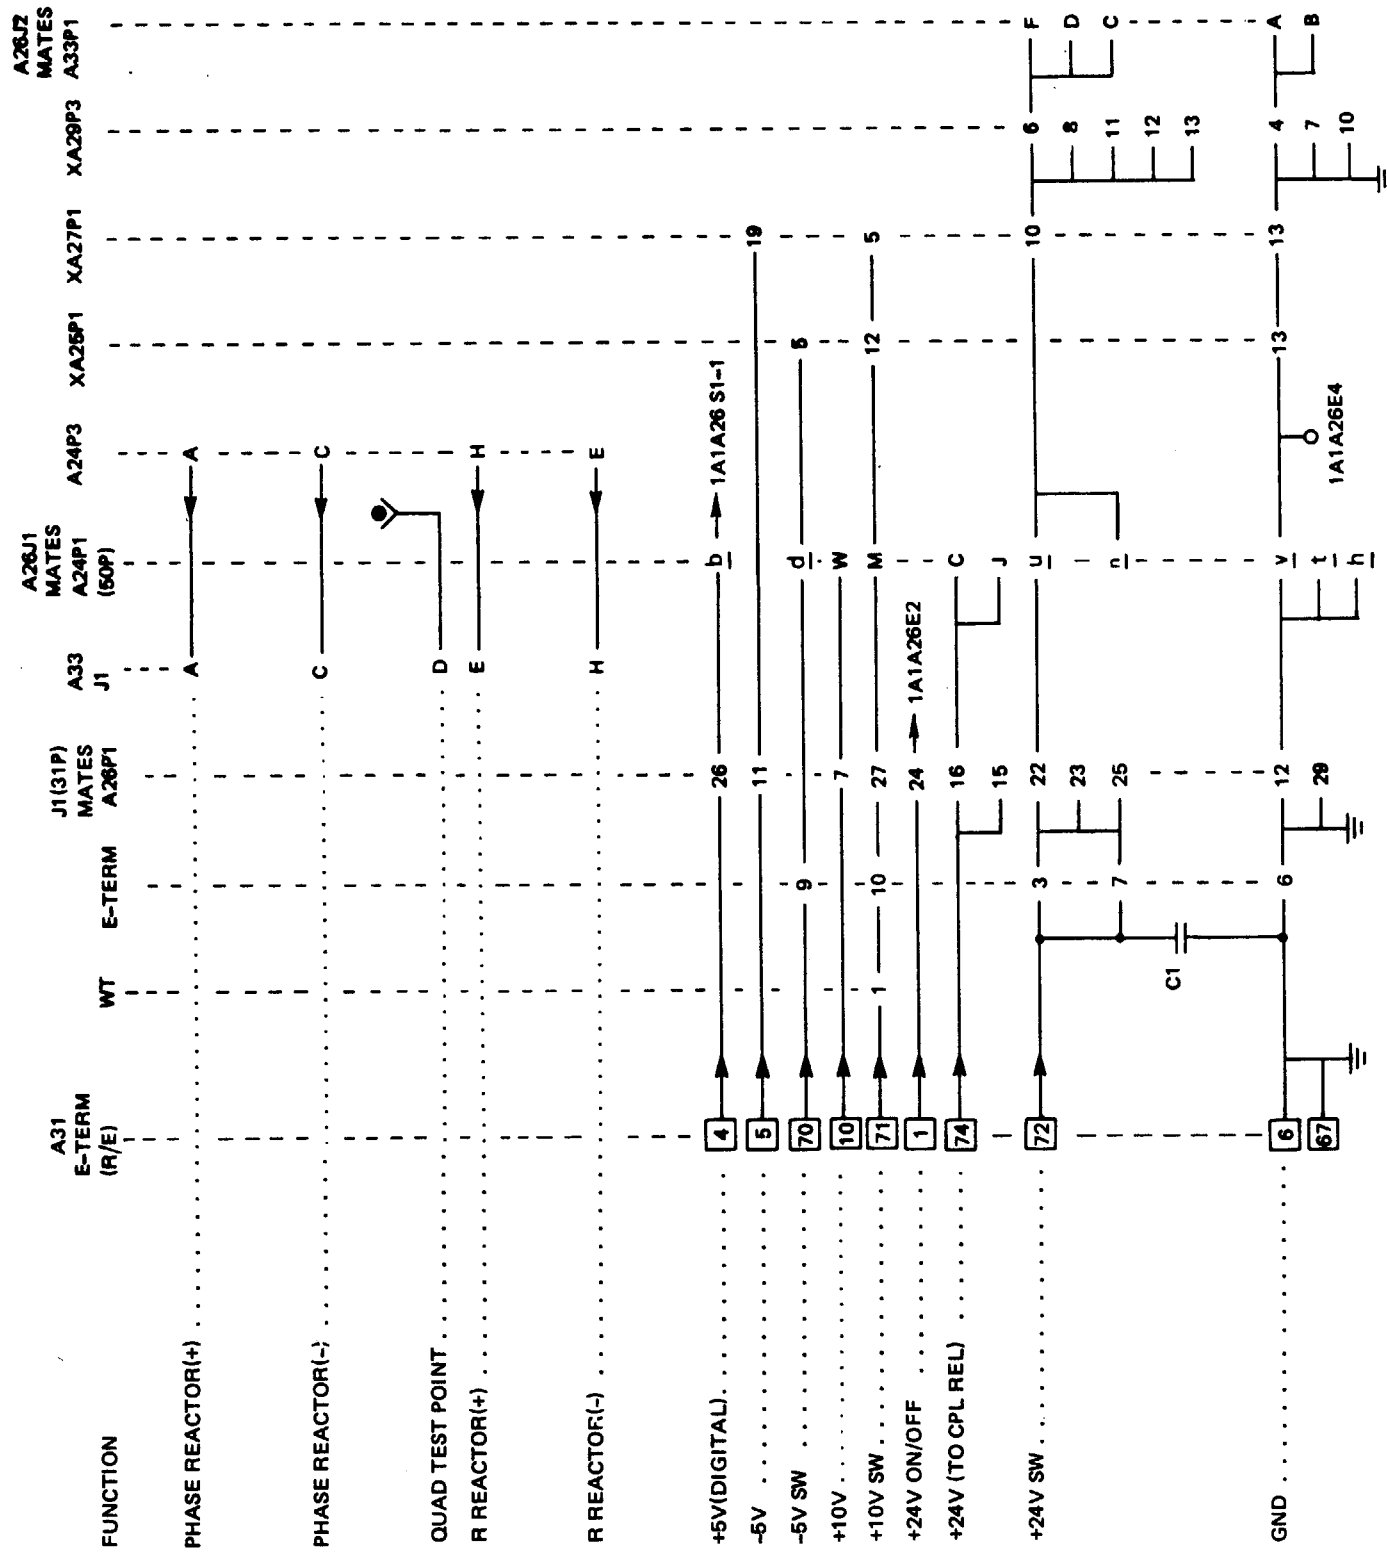 FUNCTION
A31
E-TERM
(R/E)
WT
E-TERM
J1(31P)
MATES
A26P1
A33
J1
A26J1
MATES
A24P1
(50P)
A24P3
XA25P1
XA27P1
XA29P3
A26J2
MATES
A33P1
PHASE REACTOR(+) A A
PHASE REACTOR(-) C C
QUAD TEST POINT D
R REACTOR(+) E H
R REACTOR(-) H E
+5V(DIGITAL) 4 26 b 1A1A26 S1-1
-5V 5 11 19
-5V SW 70 9 d 5
+10V 10 7 W
+10V SW 71 1 10 27 M 12 5
+24V ON/OFF 1 24 1A1A26E2
+24V (TO CPL REL) 74 16 C
15 J
+24V SW 72 3 22 u 10 6 F
23 8 D
7 25 n 11 C
12
C1
13
GND 6 6 12 v 13 13 4 A
67 29 t 7 B
h 10
1A1A26E4